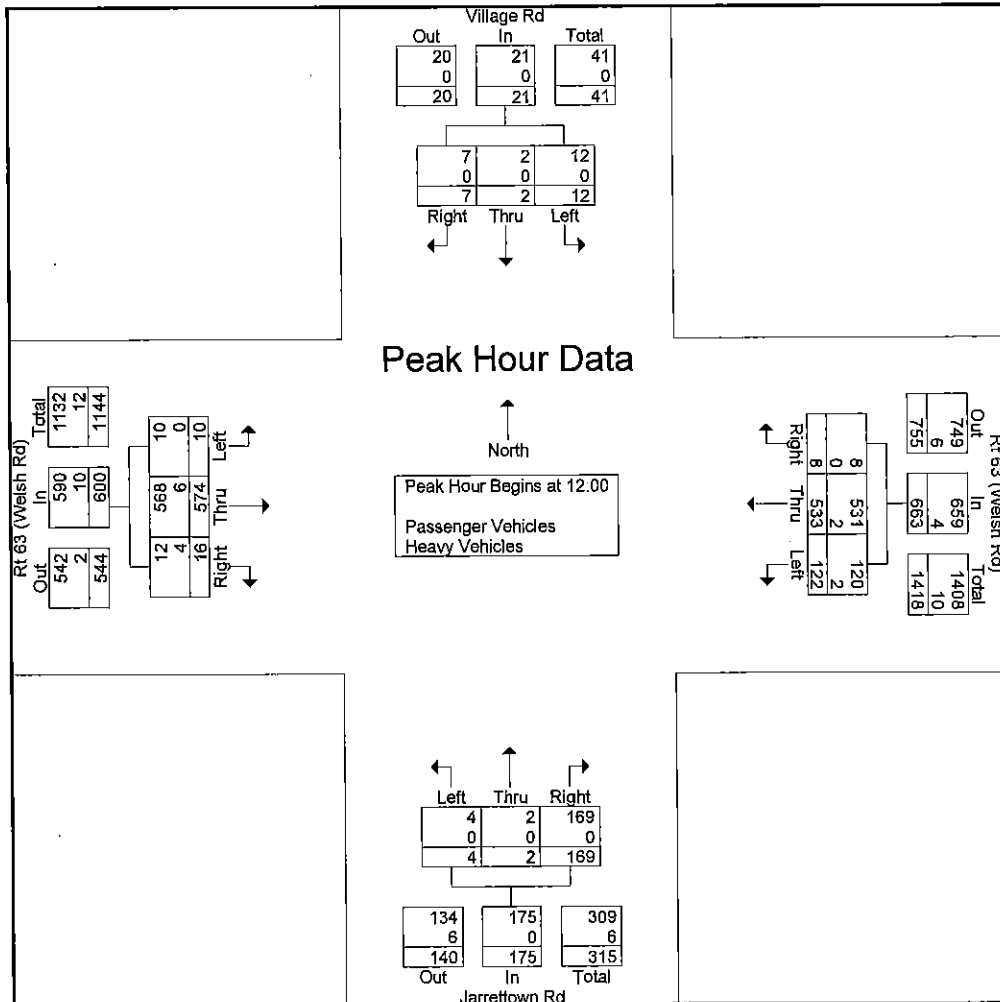 Village Rd
Out In Total
20 21 41
0 0 0
20 21 41
7 2 12
0 0 0
7 2 12
Right Thru Left
Peak Hour Data
North
Peak Hour Begins at 12:00
Passenger Vehicles
Heavy Vehicles
Rt 63 (Welsh Rd)
Out In Total
542 590 1132
2 10 12
544 600 1144
Right Thru Left
12 568 10
4 6 0
16 574 10
Rt 63 (Welsh Rd)
Out In Total
749 659 1408
6 4 10
755 663 1418
8 531 120
0 2 2
8 533 122
Right Thru Left
Left Thru Right
4 2 169
0 0 0
4 2 169
134 175 309
6 0 6
140 175 315
Out In Total
Jarrettown Rd